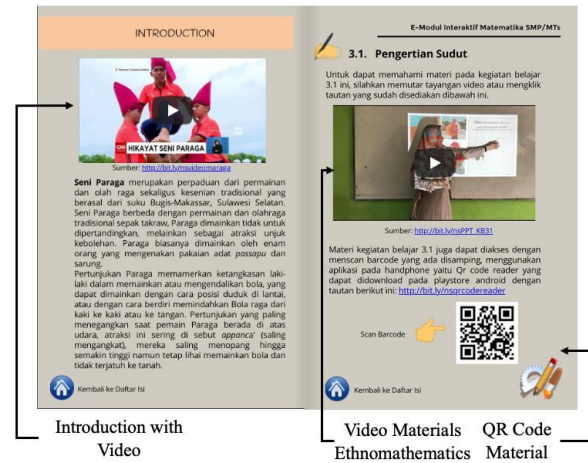 INTRODUCTION
HIKAYAT SENI PARAGA
Sumber: http://bit.ly/nsvideomaraga
Seni Paraga merupakan perpaduan dari permainan
dan olah raga sekaligus kesenian tradisional yang
berasal dari suku Bugis-Makassar, Sulawesi Selatan.
Seni Paraga berbeda dengan permainan dan olahraga
tradisional sepak takraw, Paraga dimainkan tidak untuk
dipertandingkan, melainkan sebagai atraksi unjuk
kebolehan. Paraga biasanya dimainkan oleh enam
orang yang mengenakan pakaian adat passapu dan
sarung.
Pertunjukan Paraga memamerkan ketangkasan laki-
laki dalam memainkan atau mengendalikan bola, yang
dapat dimainkan dengan cara posisi duduk di lantai,
atau dengan cara berdiri memindahkan Bola raga dari
kaki ke kaki atau ke tangan. Pertunjukan yang paling
menegangkan saat pemain Paraga berada di atas
udara, atraksi ini sering di sebut appanca' (saling
mengangkat), mereka saling menopang hingga
semakin tinggi namun tetap lihai memainkan bola dan
tidak terjatuh ke tanah.
Kembali ke Daftar Isi
E-Modul Interaktif Matematika SMP/MTs
3.1. Pengertian Sudut
Untuk dapat memahami materi pada kegiatan belajar
3.1 ini, silahkan memutar tayangan video atau mengklik
tautan yang sudah disediakan dibawah ini.
Sumber: http://bit.ly/nsPPT_KB31
Materi kegiatan belajar 3.1 juga dapat diakses dengan
menscan barcode yang ada disamping, menggunakan
aplikasi pada handphone yaitu Qr code reader yang
dapat didownload pada playstore android dengan
tautan berikut ini: http://bit.ly/nsqrcodereader
Scan Barcode
Kembali ke Daftar Isi
Introduction with
Video
Video Materials
Ethnomathematics
QR Code
Material